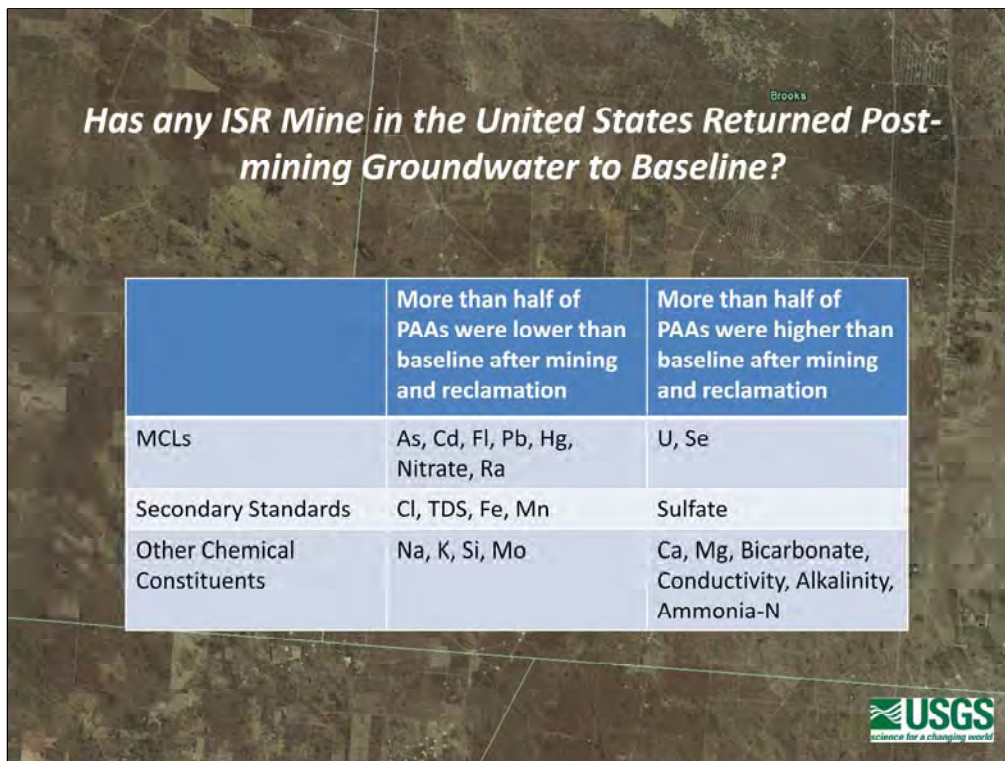 Brooks
Has any ISR Mine in the United States Returned Post-
mining Groundwater to Baseline?
More than half of
PAAs were lower than
baseline after mining
and reclamation
More than half of
PAAs were higher than
baseline after mining
and reclamation
MCLs
As, Cd, Fl, Pb, Hg,
Nitrate, Ra
U, Se
Secondary Standards
Cl, TDS, Fe, Mn
Sulfate
Other Chemical
Constituents
Na, K, Si, Mo
Ca, Mg, Bicarbonate,
Conductivity, Alkalinity,
Ammonia-N
USGS
science for a changing world